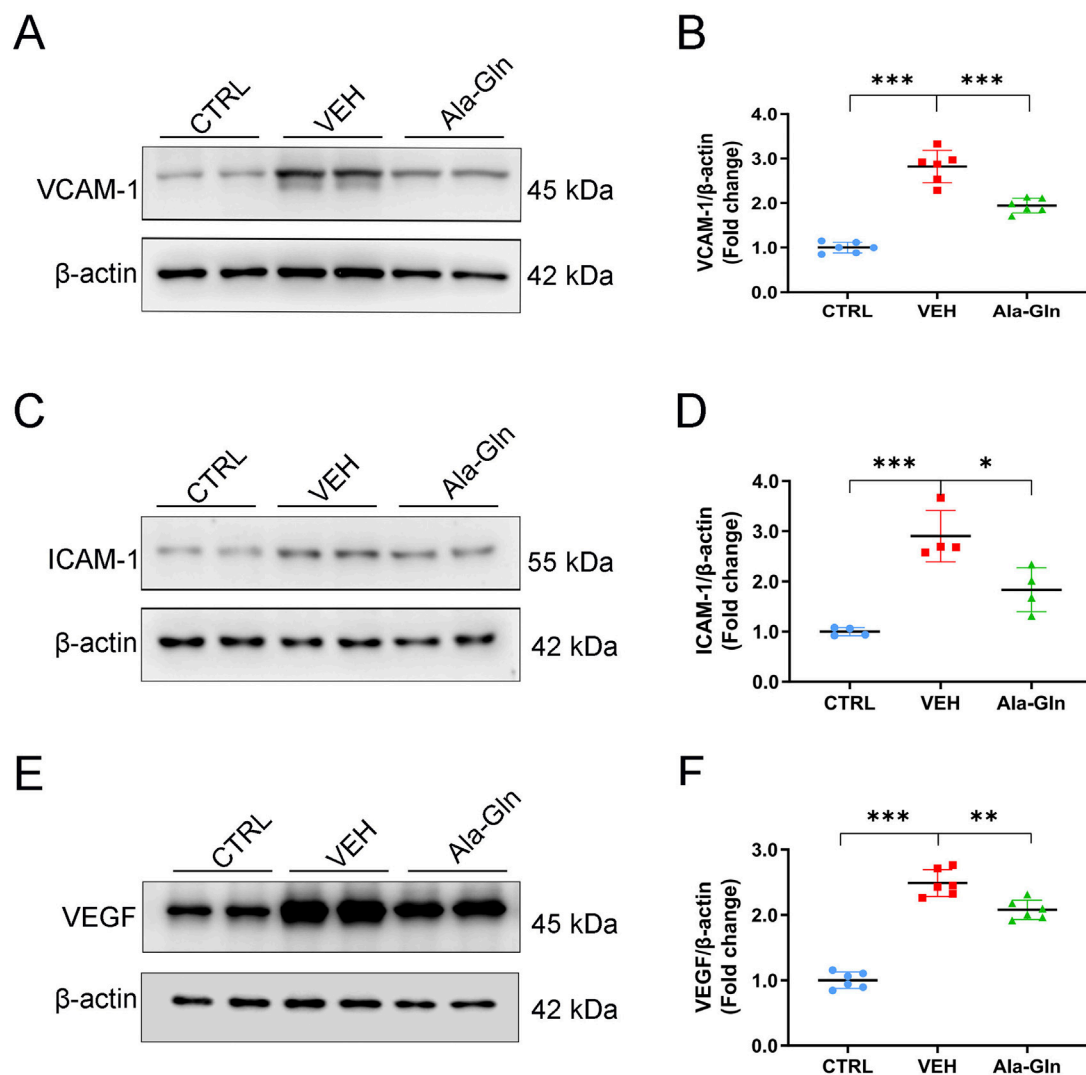 A
CTRL VEH Ala-Gln
VCAM-1 45 kDa
β-actin 42 kDa
B
*** ***
VCAM-1/β-actin
(Fold change)
4.0
3.0
2.0
1.0
0.0
CTRL VEH Ala-Gln
C
CTRL VEH Ala-Gln
ICAM-1 55 kDa
β-actin 42 kDa
D
*** *
ICAM-1/β-actin
(Fold change)
4.0
3.0
2.0
1.0
0.0
CTRL VEH Ala-Gln
E
CTRL VEH Ala-Gln
VEGF 45 kDa
β-actin 42 kDa
F
*** **
VEGF/β-actin
(Fold change)
3.0
2.0
1.0
0.0
CTRL VEH Ala-Gln